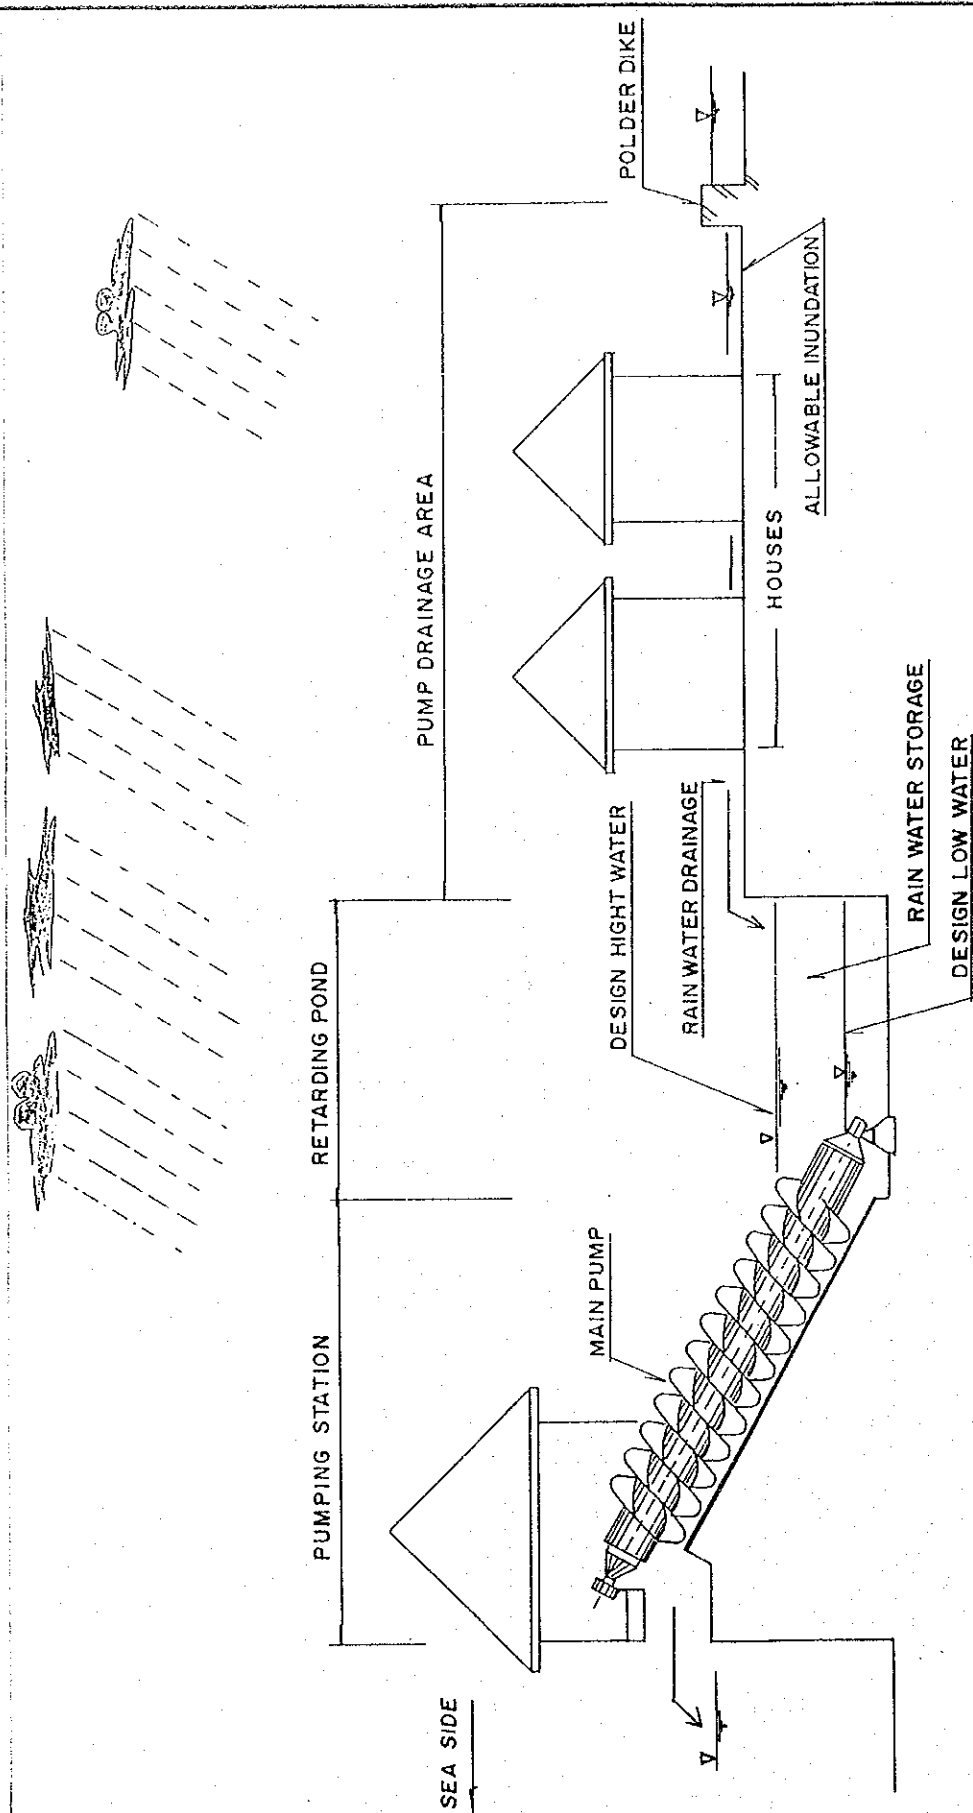 PUMPING STATION
RETARDING POND
PUMP DRAINAGE AREA
SEA SIDE
MAIN PUMP
DESIGN HIGHT WATER
RAIN WATER DRAINAGE
HOUSES
POLDER DIKE
ALLOWABLE INUNDATION
RAIN WATER STORAGE
DESIGN LOW WATER